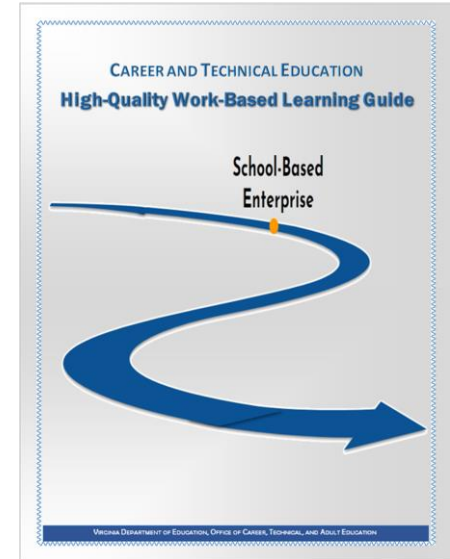 CAREER AND TECHNICAL EDUCATION
High-Quality Work-Based Learning Guide
School-Based
Enterprise
VIRGINIA DEPARTMENT OF EDUCATION, OFFICE OF CAREER, TECHNICAL, AND ADULT EDUCATION